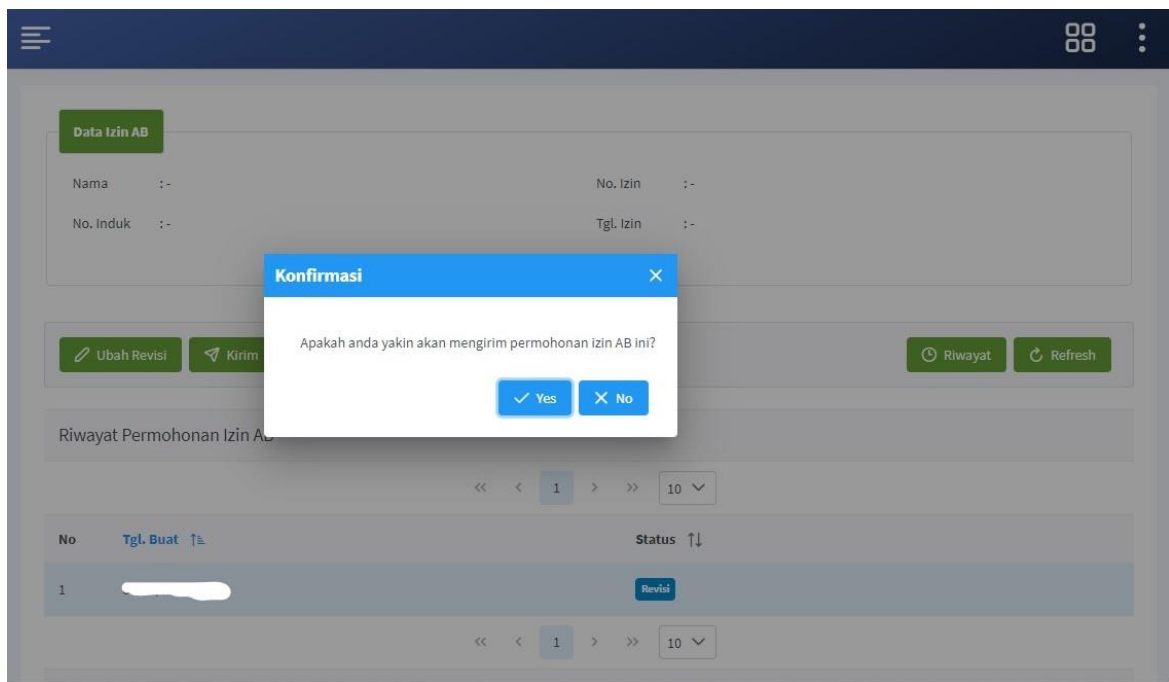 Data Izin AB
Nama : -
No. Izin : -
No. Induk : -
Tgl. Izin : -
Konfirmasi
Apakah anda yakin akan mengirim permohonan izin AB ini?
Yes
No
Ubah Revisi
Kirim
Riwayat
Refresh
Riwayat Permohonan Izin
<< < 1 > >> 10
No Tgl. Buat Status
1 Revisi
<< < 1 > >> 10